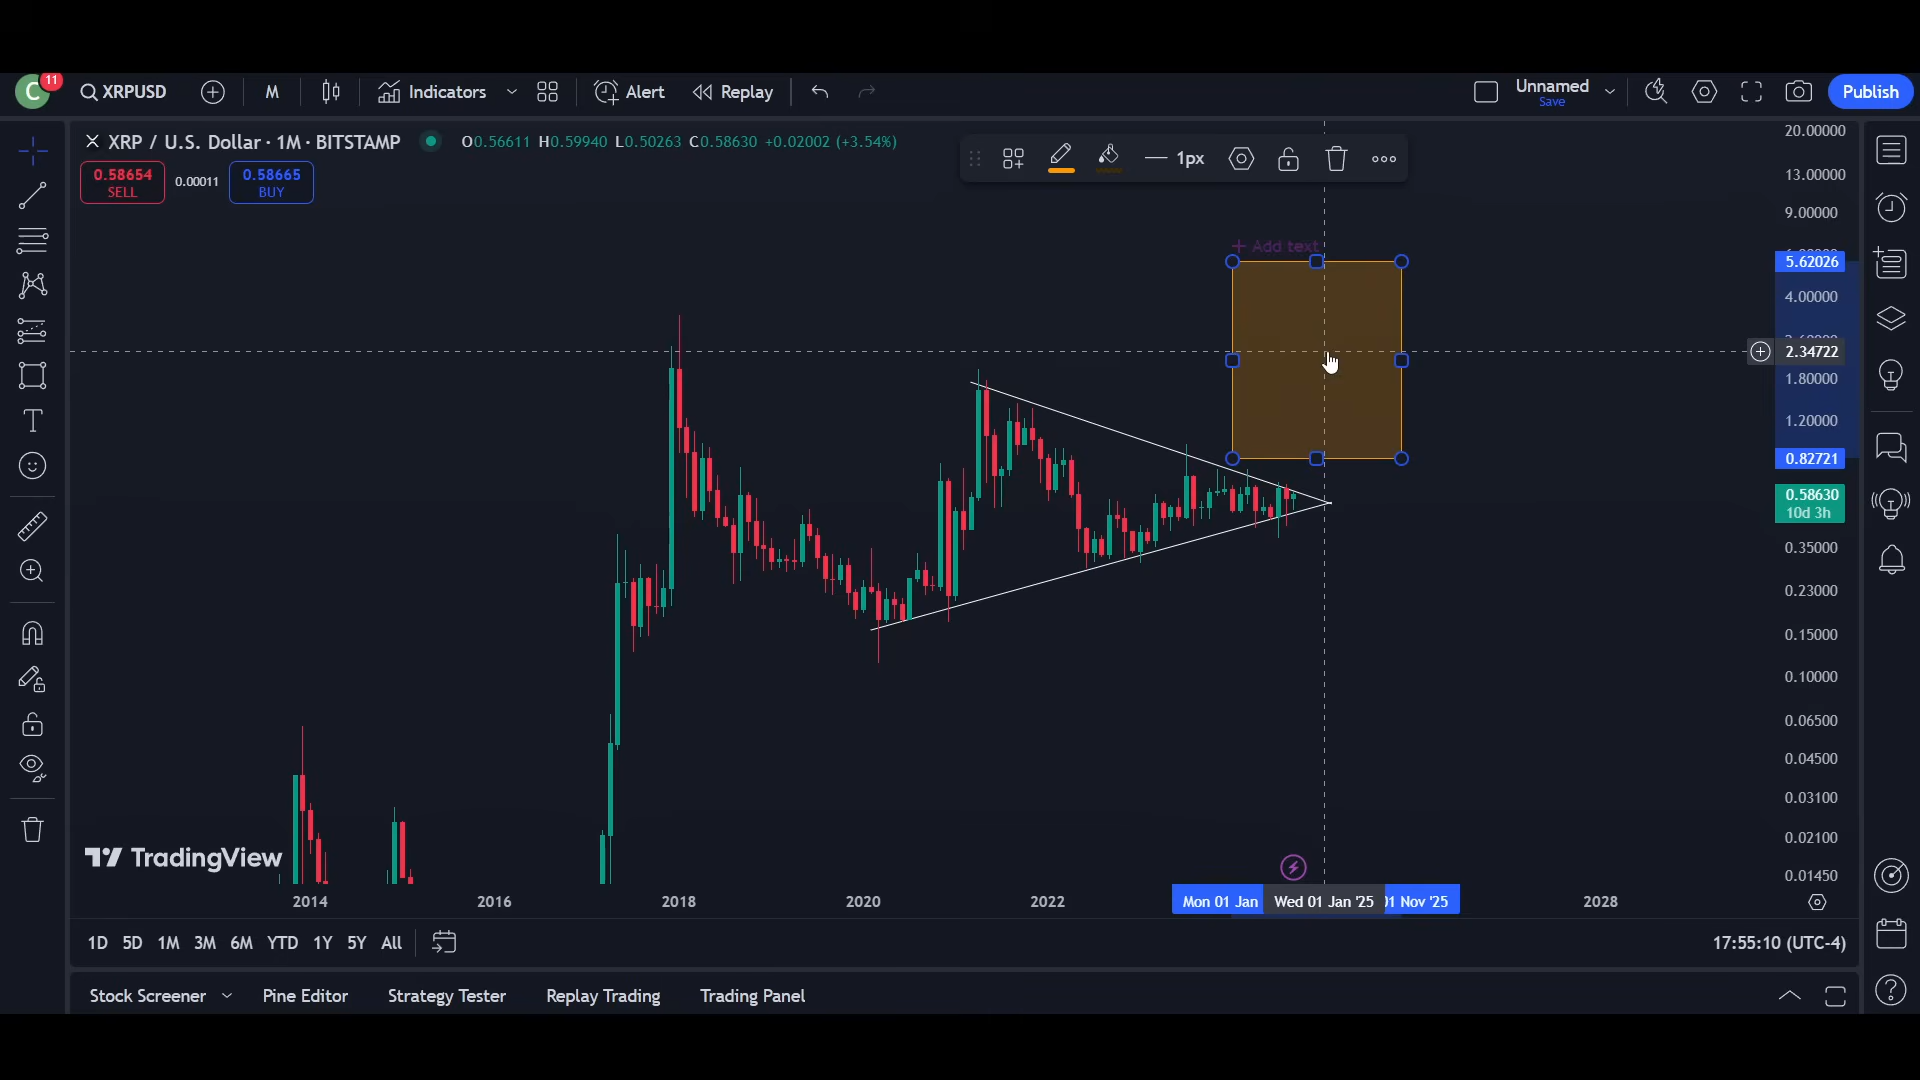 C
11
XRPUSD
M
Indicators
Alert
Replay
Unnamed
Save
Publish
XRP / U.S. Dollar · 1M · BITSTAMP
O0.56611 H0.59940 L0.50263 C0.58630 +0.02002 (+3.54%)
0.58654
SELL
0.00011
0.58665
BUY
1px
+ Add text
20.00000
13.00000
9.00000
5.62026
4.00000
2.34722
1.80000
1.20000
0.82721
0.58630
10d 3h
0.35000
0.23000
0.15000
0.10000
0.06500
0.04500
0.03100
0.02100
0.01450
TradingView
2014
2016
2018
2020
2022
Mon 01 Jan
Wed 01 Jan '25
01 Nov '25
2028
1D 5D 1M 3M 6M YTD 1Y 5Y All
17:55:10 (UTC-4)
Stock Screener
Pine Editor
Strategy Tester
Replay Trading
Trading Panel